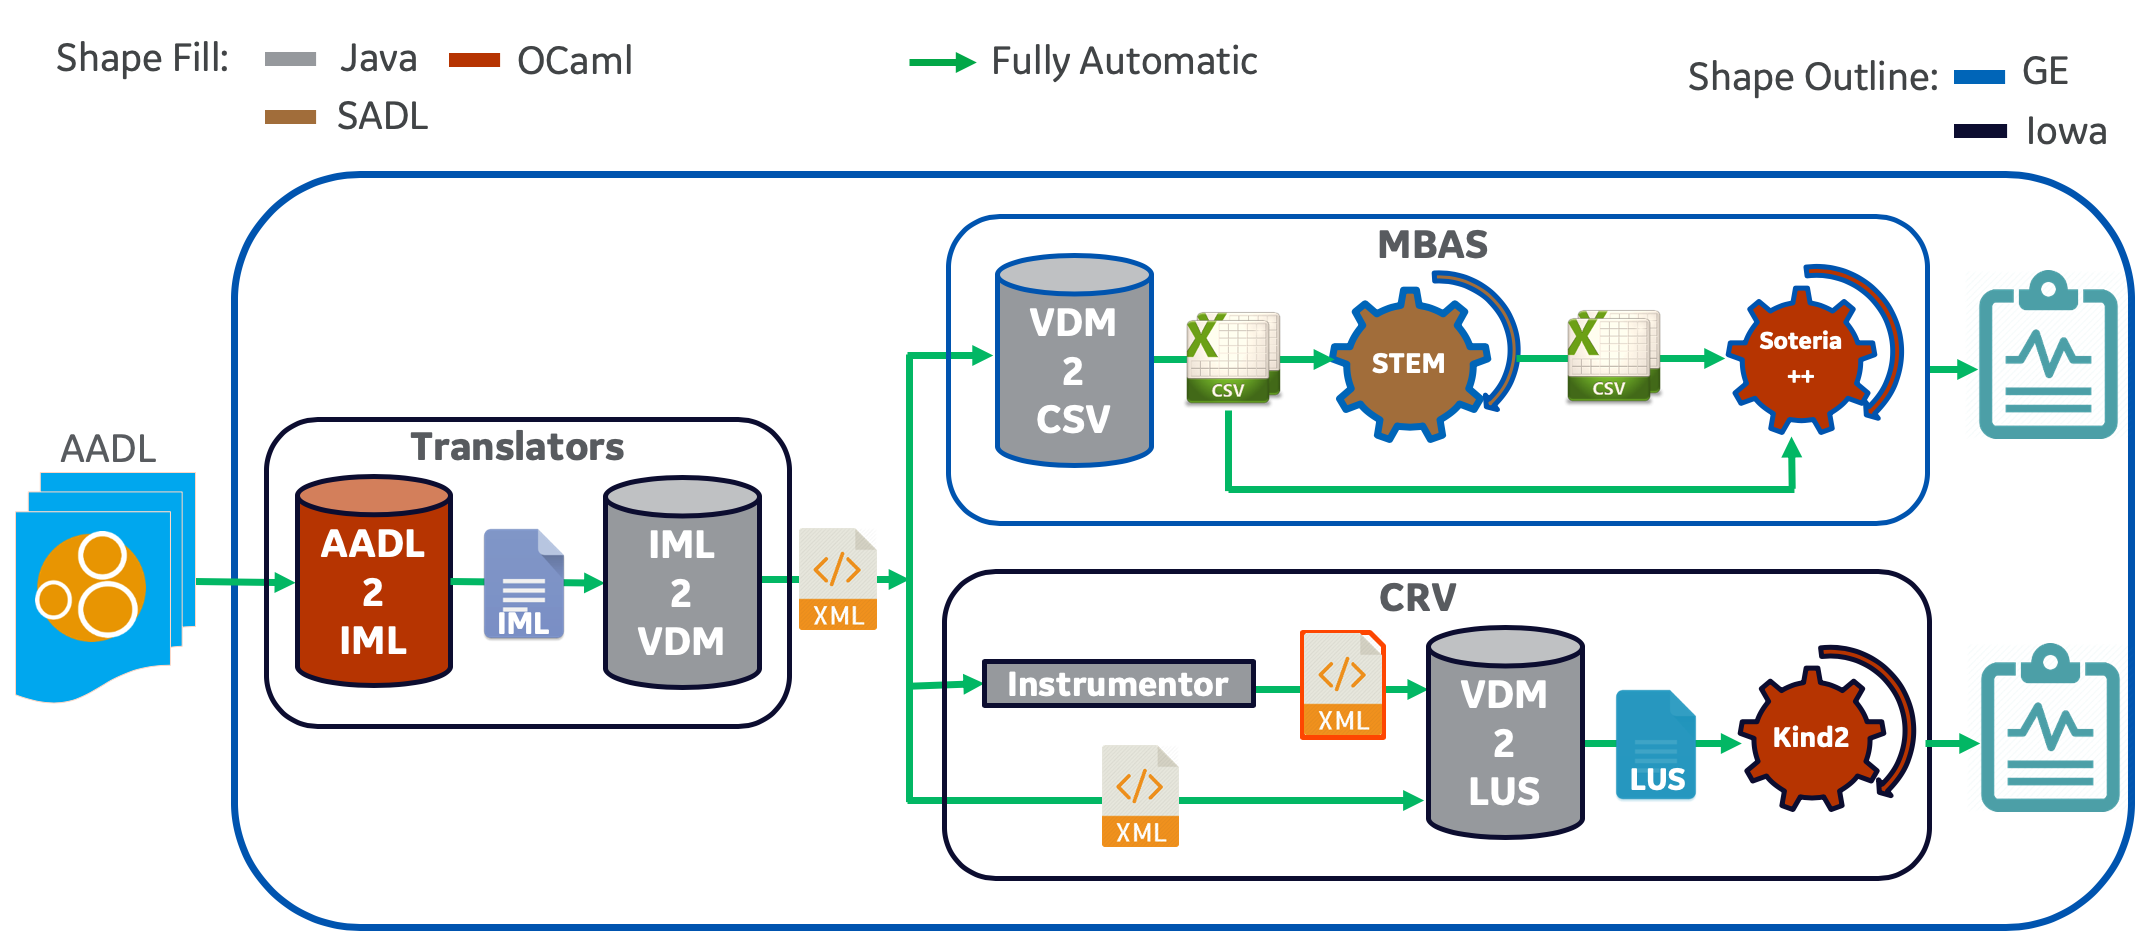 Shape Fill:
Java
OCaml
SADL
Fully Automatic
Shape Outline:
GE
Iowa
AADL
Translators
AADL
2
IML
IML
IML
2
VDM
XML
MBAS
VDM
2
CSV
CSV
STEM
CSV
Soteria
++
CRV
Instrumentor
XML
XML
VDM
2
LUS
LUS
Kind2